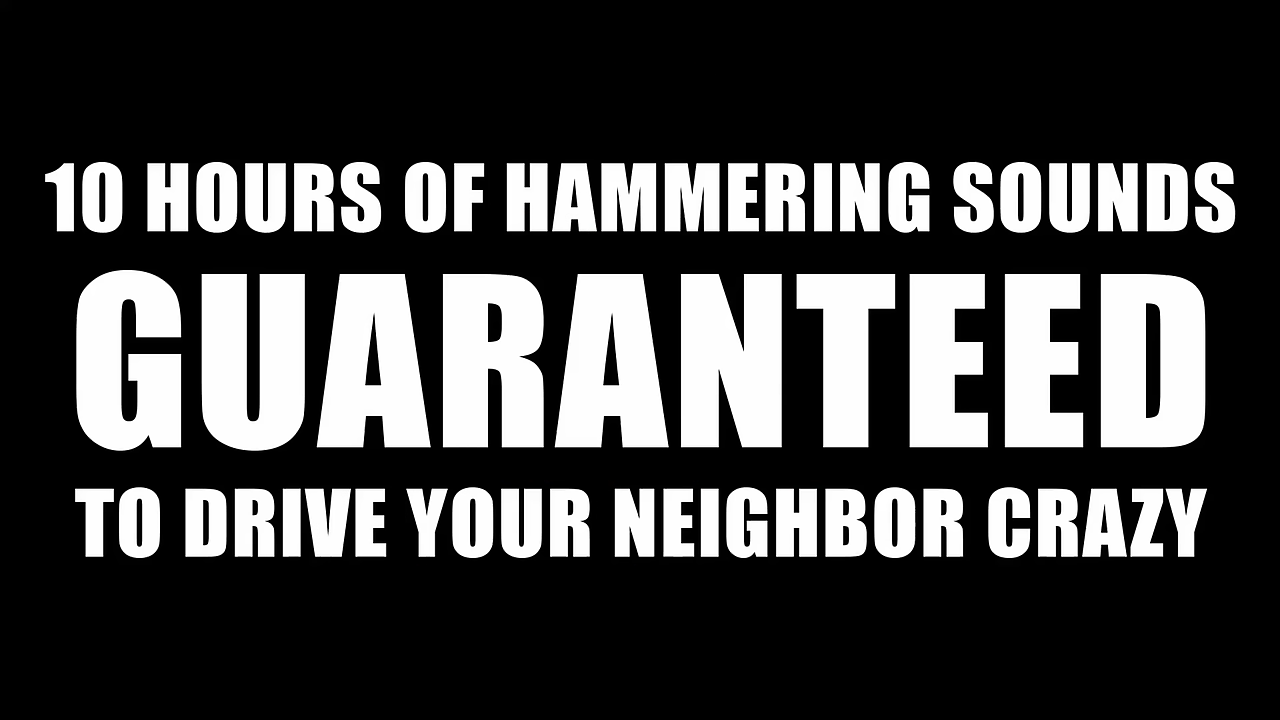 10 HOURS OF HAMMERING SOUNDS
GUARANTEED
TO DRIVE YOUR NEIGHBOR CRAZY